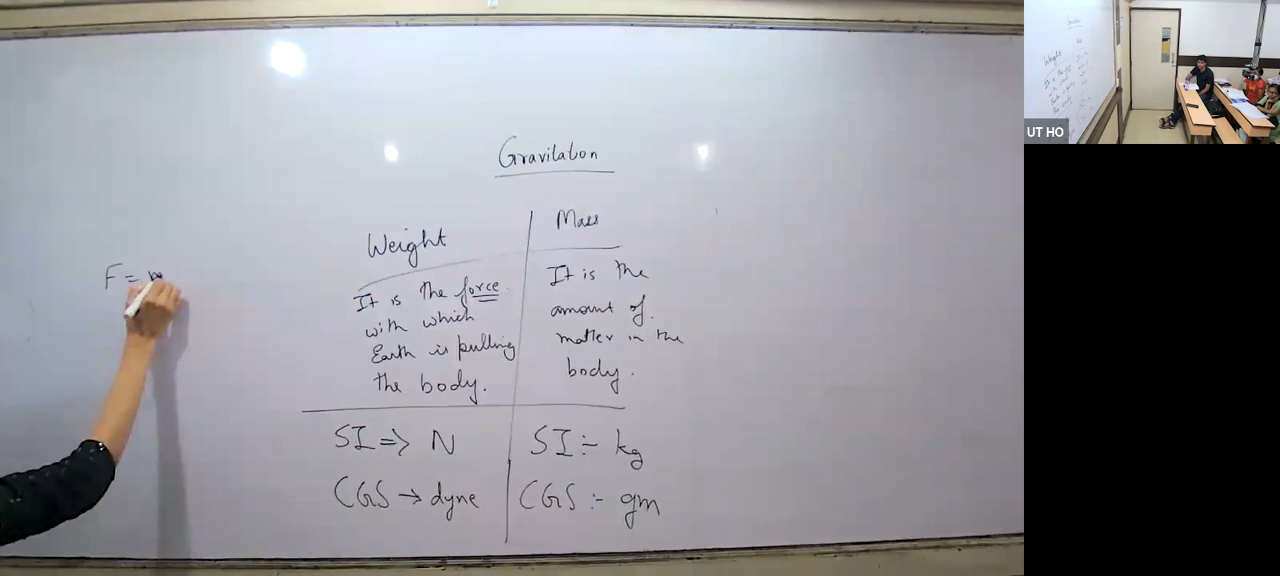 Gravitation
Weight
Mass
It is the force
with which
Earth is pulling
the body.
It is the
amount of.
matter in the
body.
SI => N
SI :- kg
CGS → dyne
CGS :- gm
F = m
UT HO